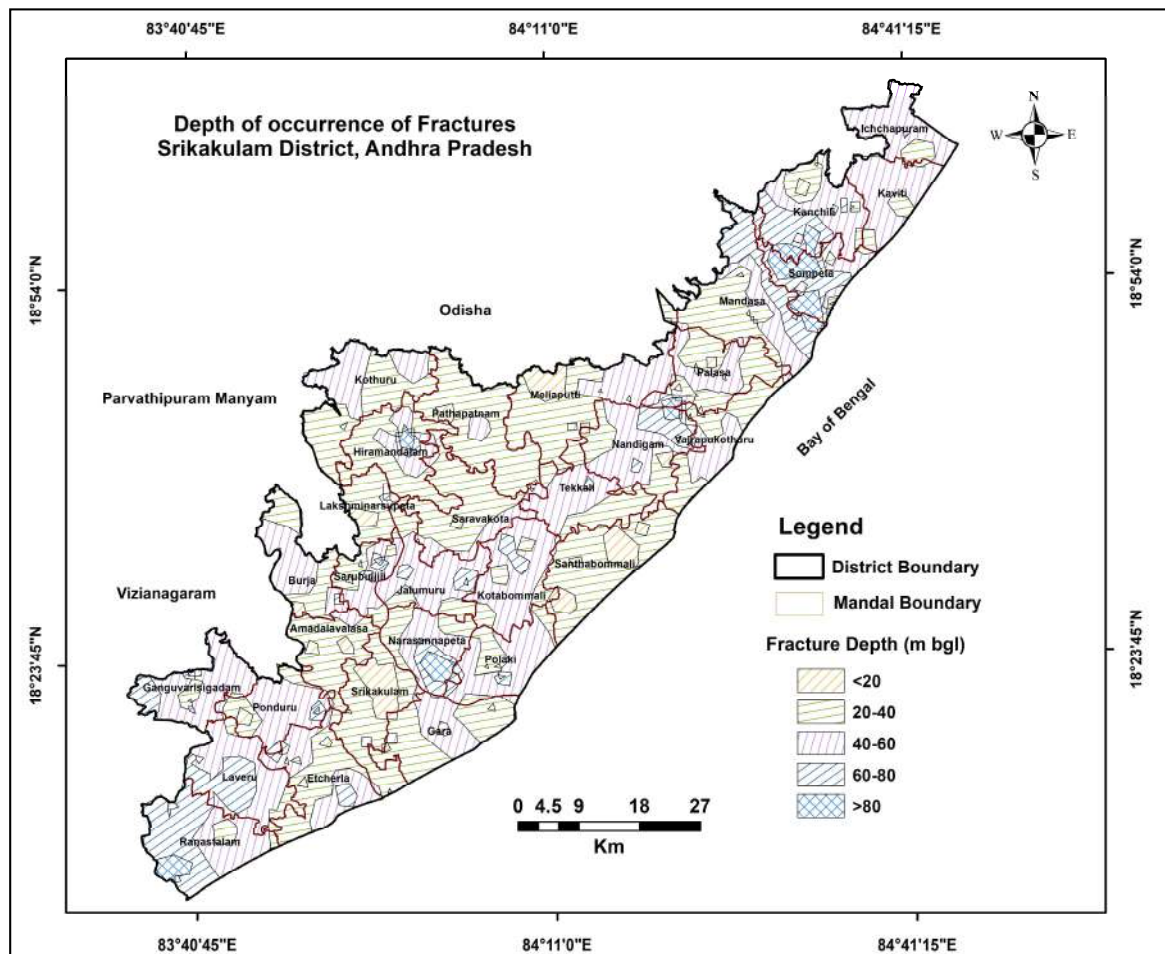 83°40'45"E
84°11'0"E
84°41'15"E
Depth of occurrence of Fractures
Srikakulam District, Andhra Pradesh
N
W
E
S
Ichchapuram
Kaviti
Kanchili
18°54'0"N
18°54'0"N
Sompeta
Mandasa
Odisha
Palasa
Kothuru
Meliaputti
Parvathipuram Manyam
Pathapatnam
Bay of Bengal
Nandigam
Vajrapukothuru
Hiramandalam
Tekkali
Laksuminarsupeta
Saravakota
Legend
Santhabommali
District Boundary
Burja
Sarubujjili
Jalumuru
Kotabommali
Vizianagaram
Mandal Boundary
Amadalavalasa
Narasannapeta
Fracture Depth (m bgl)
18°23'45"N
18°23'45"N
Polaki
Ganguvarisigadam
Srikakulam
<20
Ponduru
20-40
Gara
40-60
Laveru
Etcherla
60-80
0 4.5 9 18 27
>80
Km
Ranastalam
83°40'45"E
84°11'0"E
84°41'15"E